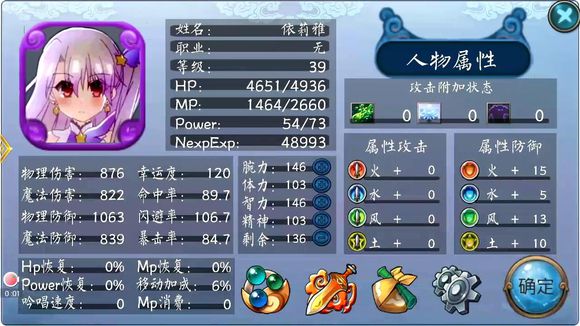 姓名: 依莉雅
职业: 无
等级: 39
HP: 4651/4936
MP: 1464/2660
Power: 54/73
NexpExp: 48993
人物属性
攻击附加状态
0 0 0
物理伤害: 876 幸运度: 120
魔法伤害: 822 命中率: 89.7
物理防御: 1063 闪避率: 106.7
魔法防御: 839 暴击率: 84.7
腕力: 146
体力: 103
智力: 146
精神: 103
剩余: 136
属性攻击
火 + 0
水 + 0
风 + 0
土 + 0
属性防御
火 + 15
水 + 5
风 + 13
土 + 10
Hp恢复: 0% Mp恢复: 0%
Power恢复: 0% 移动加成: 6%
吟唱速度: 0 Mp消费: 0
0:01
确定